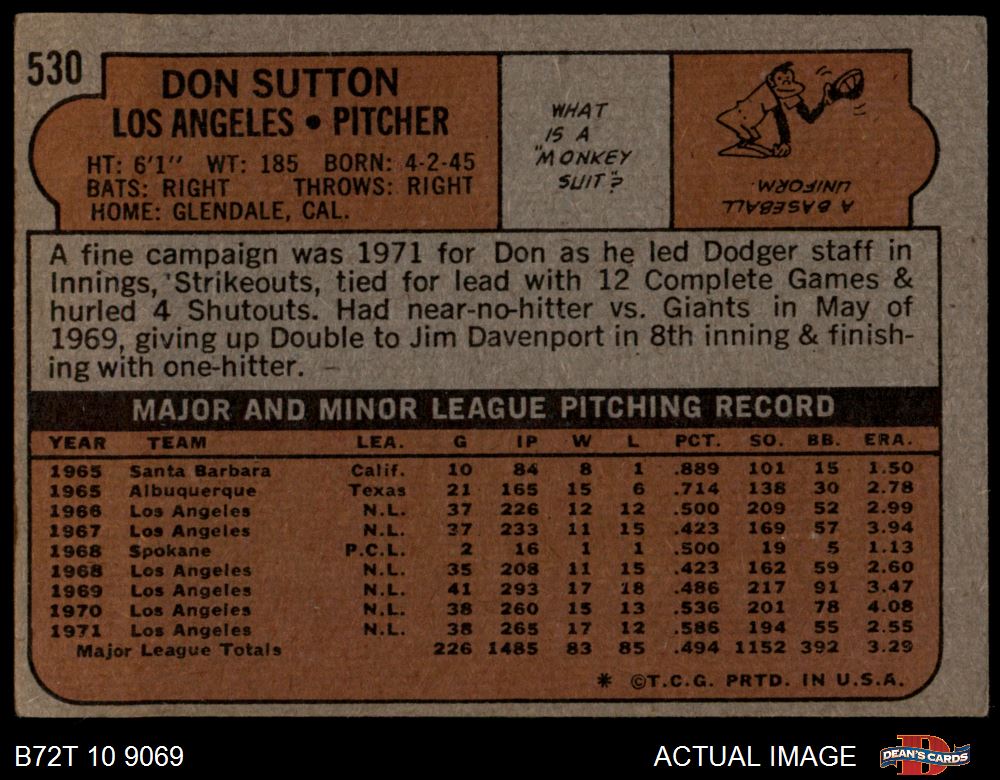 530
DON SUTTON
LOS ANGELES • PITCHER
HT: 6'1'' WT: 185 BORN: 4-2-45
BATS: RIGHT THROWS: RIGHT
HOME: GLENDALE, CAL.
WHAT
IS A
"MONKEY
SUIT"?
A BASEBALL
UNIFORM.
A fine campaign was 1971 for Don as he led Dodger staff in
Innings, Strikeouts, tied for lead with 12 Complete Games &
hurled 4 Shutouts. Had near-no-hitter vs. Giants in May of
1969, giving up Double to Jim Davenport in 8th inning & finish-
ing with one-hitter.
MAJOR AND MINOR LEAGUE PITCHING RECORD
YEAR TEAM LEA. G IP W L PCT. SO. BB. ERA.
1965 Santa Barbara Calif. 10 84 8 1 .889 101 15 1.50
1965 Albuquerque Texas 21 165 15 6 .714 138 30 2.78
1966 Los Angeles N.L. 37 226 12 12 .500 209 52 2.99
1967 Los Angeles N.L. 37 233 11 15 .423 169 57 3.94
1968 Spokane P.C.L. 2 16 1 1 .500 19 5 1.13
1968 Los Angeles N.L. 35 208 11 15 .423 162 59 2.60
1969 Los Angeles N.L. 41 293 17 18 .486 217 91 3.47
1970 Los Angeles N.L. 38 260 15 13 .536 201 78 4.08
1971 Los Angeles N.L. 38 265 17 12 .586 194 55 2.55
Major League Totals 226 1485 83 85 .494 1152 392 3.29
* ©T.C.G. PRTD. IN U.S.A.
B72T 10 9069
ACTUAL IMAGE
DEAN'S CARDS